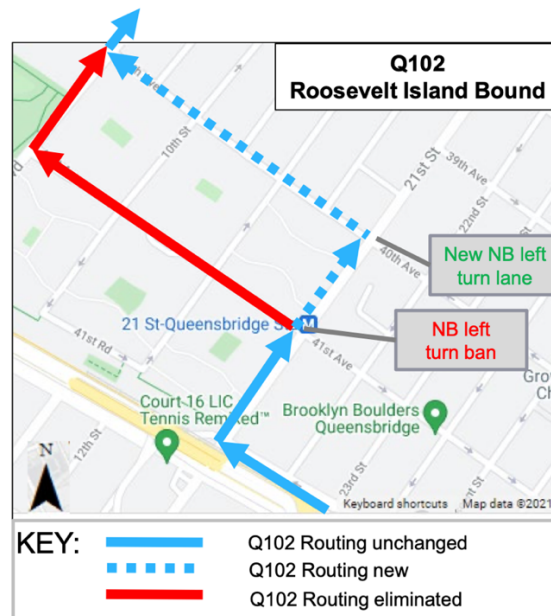 Q102
Roosevelt Island Bound
10th St
21st St
39th Ave
22nd St
40th Ave
New NB left
turn lane
21 St-Queensbridge
NB left
turn ban
41st Rd
41st Ave
Court 16 LIC
Tennis Remixed™
12th St
Brooklyn Boulders
Queensbridge
23rd St
N
Keyboard shortcuts Map data ©2021
KEY:
Q102 Routing unchanged
Q102 Routing new
Q102 Routing eliminated